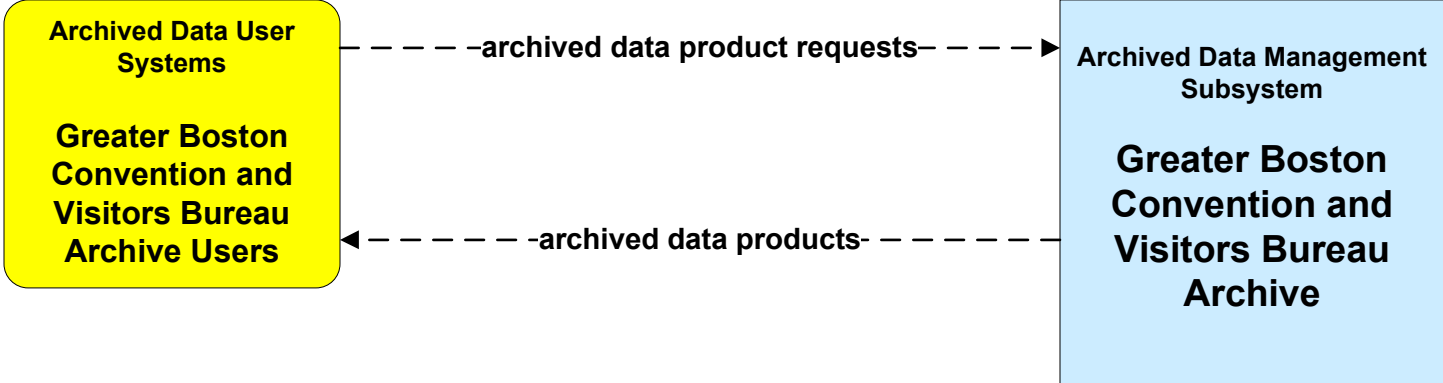 Archived Data User
Systems
Greater Boston
Convention and
Visitors Bureau
Archive Users
archived data product requests
archived data products
Archived Data Management
Subsystem
Greater Boston
Convention and
Visitors Bureau
Archive